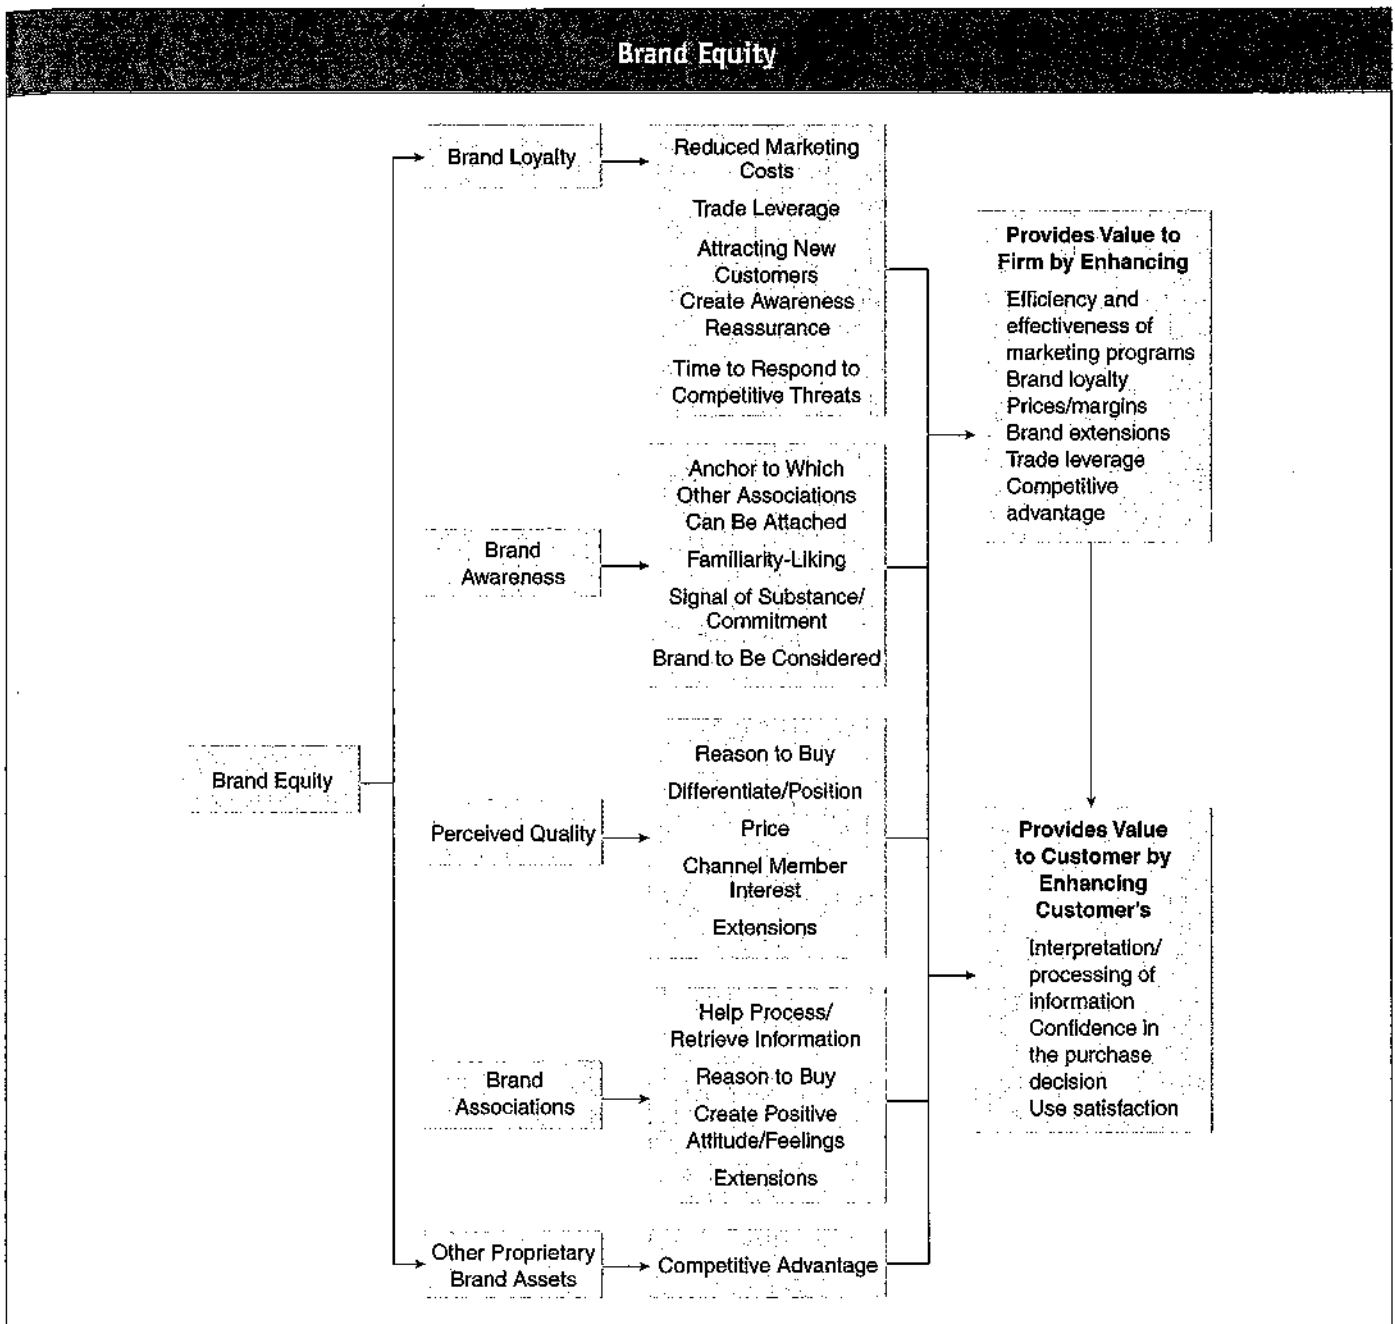 Brand Equity
Brand Loyalty
Reduced Marketing
Costs
Trade Leverage
Attracting New
Customers
Create Awareness
Reassurance
Time to Respond to
Competitive Threats
Provides Value to
Firm by Enhancing
Efficiency and
effectiveness of
marketing programs
Brand loyalty
Prices/margins
Brand extensions
Trade leverage
Competitive
advantage
Brand
Awareness
Anchor to Which
Other Associations
Can Be Attached
Familiarity-Liking
Signal of Substance/
Commitment
Brand to Be Considered
Brand Equity
Perceived Quality
Reason to Buy
Differentiate/Position
Price
Channel Member
Interest
Extensions
Provides Value
to Customer by
Enhancing
Customer's
Interpretation/
processing of
information
Confidence in
the purchase
decision
Use satisfaction
Brand
Associations
Help Process/
Retrieve Information
Reason to Buy
Create Positive
Attitude/Feelings
Extensions
Other Proprietary
Brand Assets
Competitive Advantage